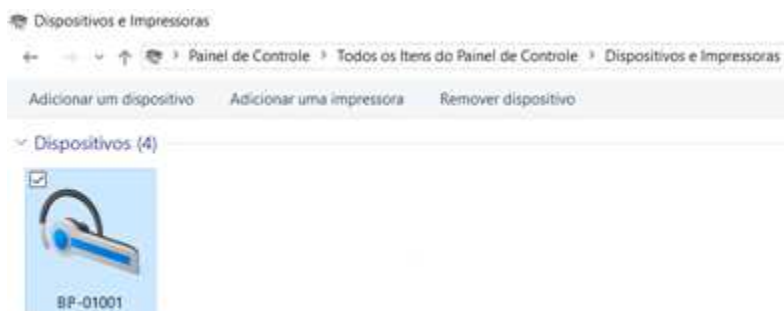 Dispositivos e Impressoras
Painel de Controle > Todos os Itens do Painel de Controle > Dispositivos e Impressoras
Adicionar um dispositivo Adicionar uma impressora Remover dispositivo
Dispositivos (4)
BP-01001